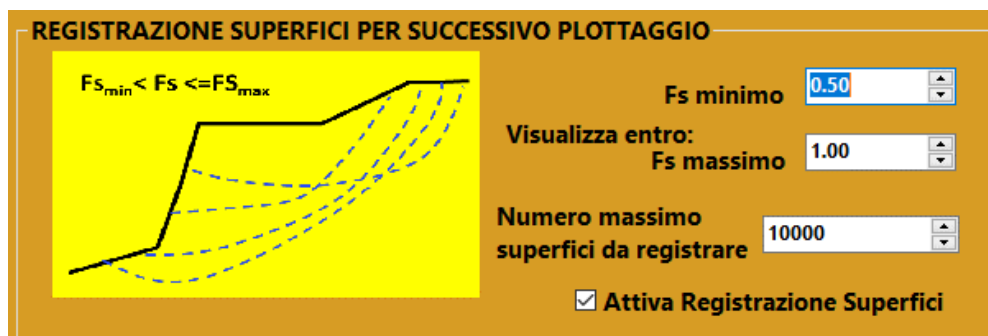 REGISTRAZIONE SUPERFICI PER SUCCESSIVO PLOTTAGGIO
Fsmin< Fs <=FSmax
Fs minimo 0.50
Visualizza entro:
Fs massimo 1.00
Numero massimo
superfici da registrare 10000
Attiva Registrazione Superfici